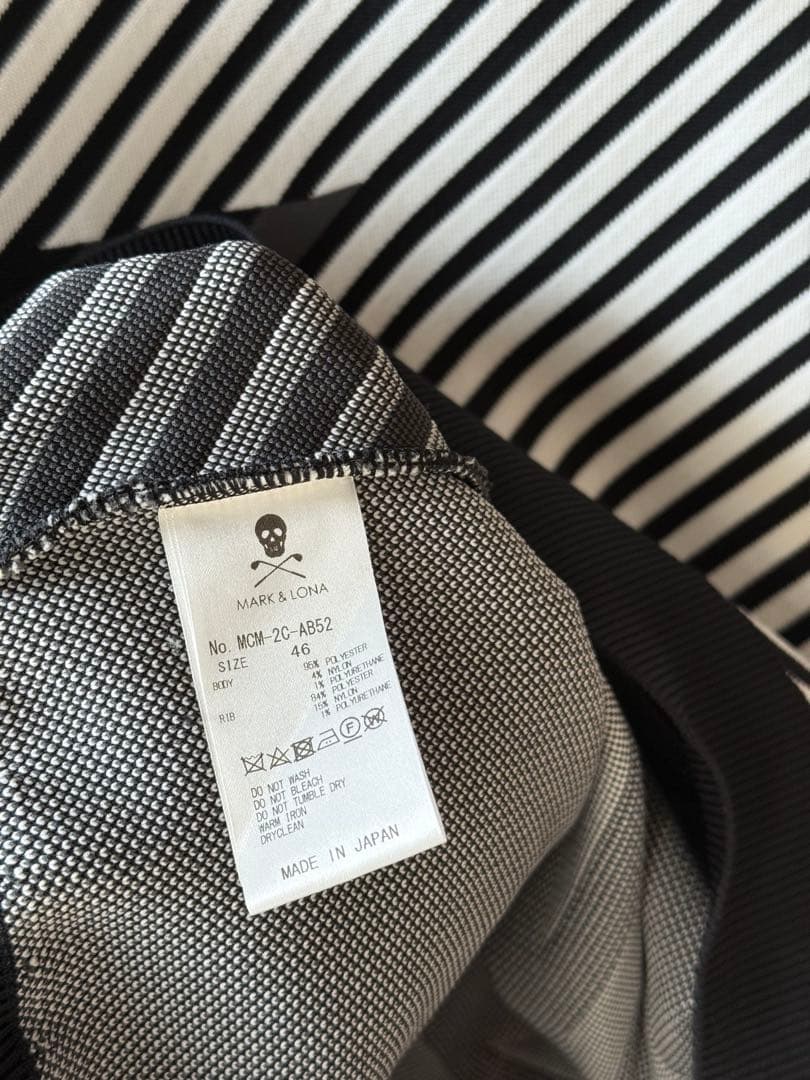 MARK & LONA
No. MCM-2C-AB52
SIZE 46
BODY 95% POLYESTER
4% NYLON
1% POLYURETHANE
RIB 84% POLYESTER
15% NYLON
1% POLYURETHANE
F W
DO NOT WASH
DO NOT BLEACH
DO NOT TUMBLE DRY
WARM IRON
DRYCLEAN
MADE IN JAPAN